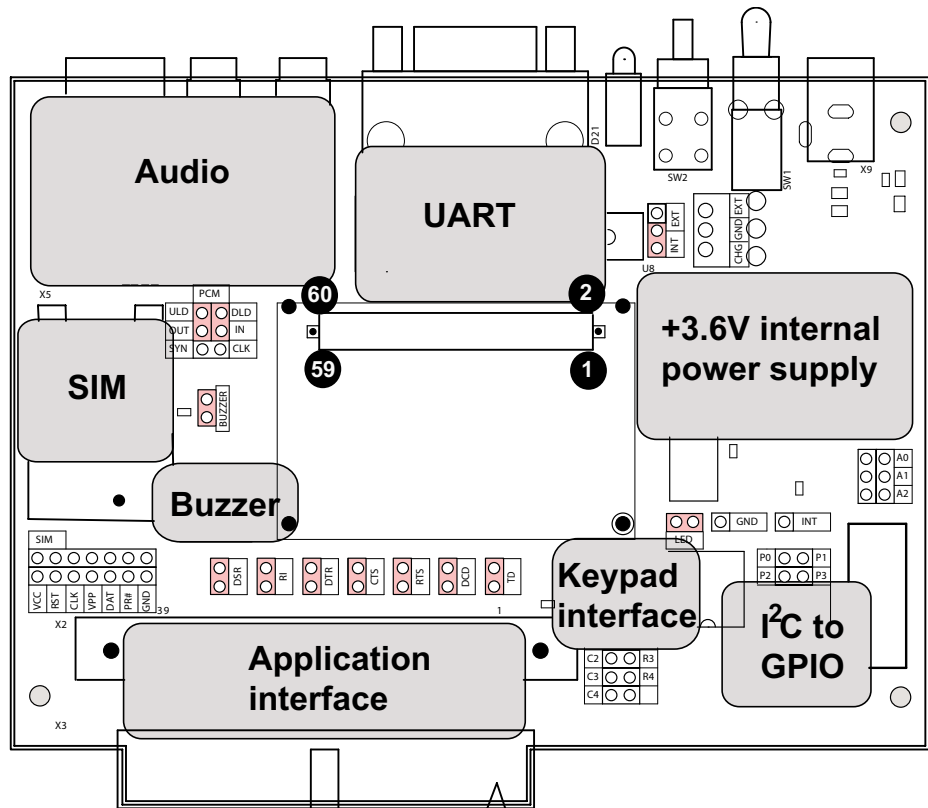 Audio
UART
D21
SW2
SW1
X9
EXT
INT
U8
EXT
GND
CHG
X5
PCM
ULD
DLD
OUT
IN
SYN
CLK
60
2
59
1
+3.6V internal
power supply
SIM
BUZZER
Buzzer
A0
A1
A2
LED
GND
INT
SIM
VCC
RST
CLK
VPP
DAT
PR#
GND
39
X2
DSR
RI
DTR
CTS
RTS
DCD
TD
1
Keypad
interface
P0
P1
P2
P3
I²C to
GPIO
Application
interface
C2
R3
C3
R4
C4
X3